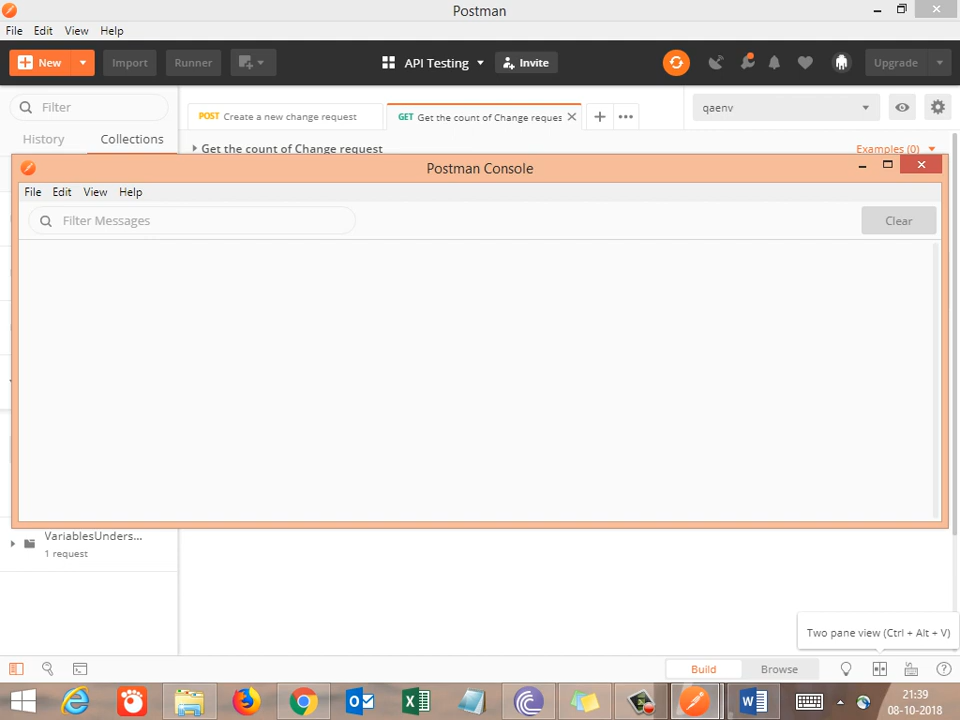 Postman
File Edit View Help
New Import Runner API Testing Invite Upgrade
Filter
POST Create a new change request
GET Get the count of Change reques
qaenv
History Collections
Get the count of Change request
Examples (0)
Postman Console
File Edit View Help
Filter Messages
Clear
VariablesUnders...
1 request
Two pane view (Ctrl + Alt + V)
Build Browse
21:39
08-10-2018